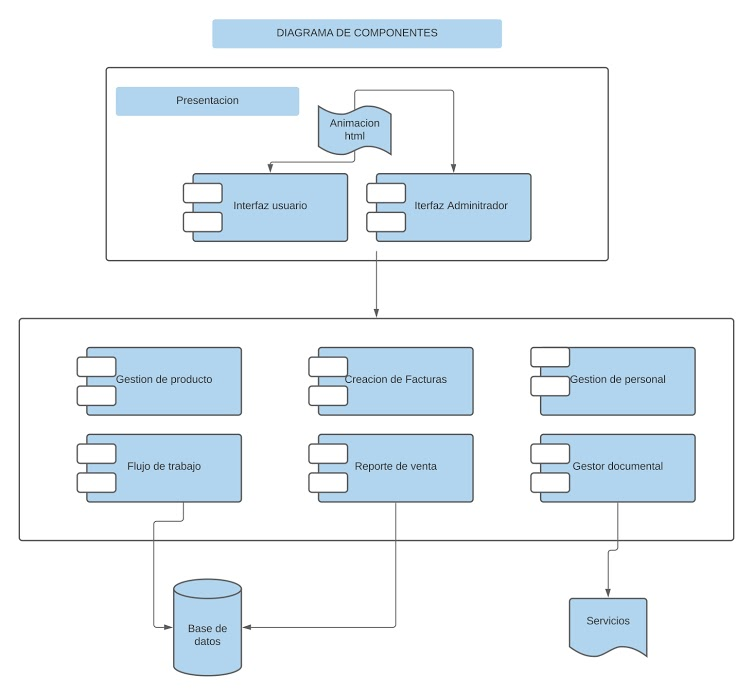 DIAGRAMA DE COMPONENTES
Presentacion
Animacion
html
Interfaz usuario
Iterfaz Adminitrador
Gestion de producto
Creacion de Facturas
Gestion de personal
Flujo de trabajo
Reporte de venta
Gestor documental
Base de
datos
Servicios